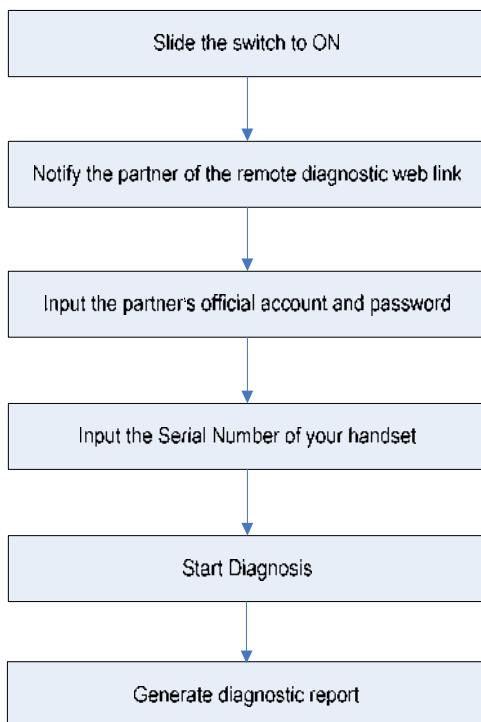 Slide the switch to ON
Notify the partner of the remote diagnostic web link
Input the partner's official account and password
Input the Serial Number of your handset
Start Diagnosis
Generate diagnostic report